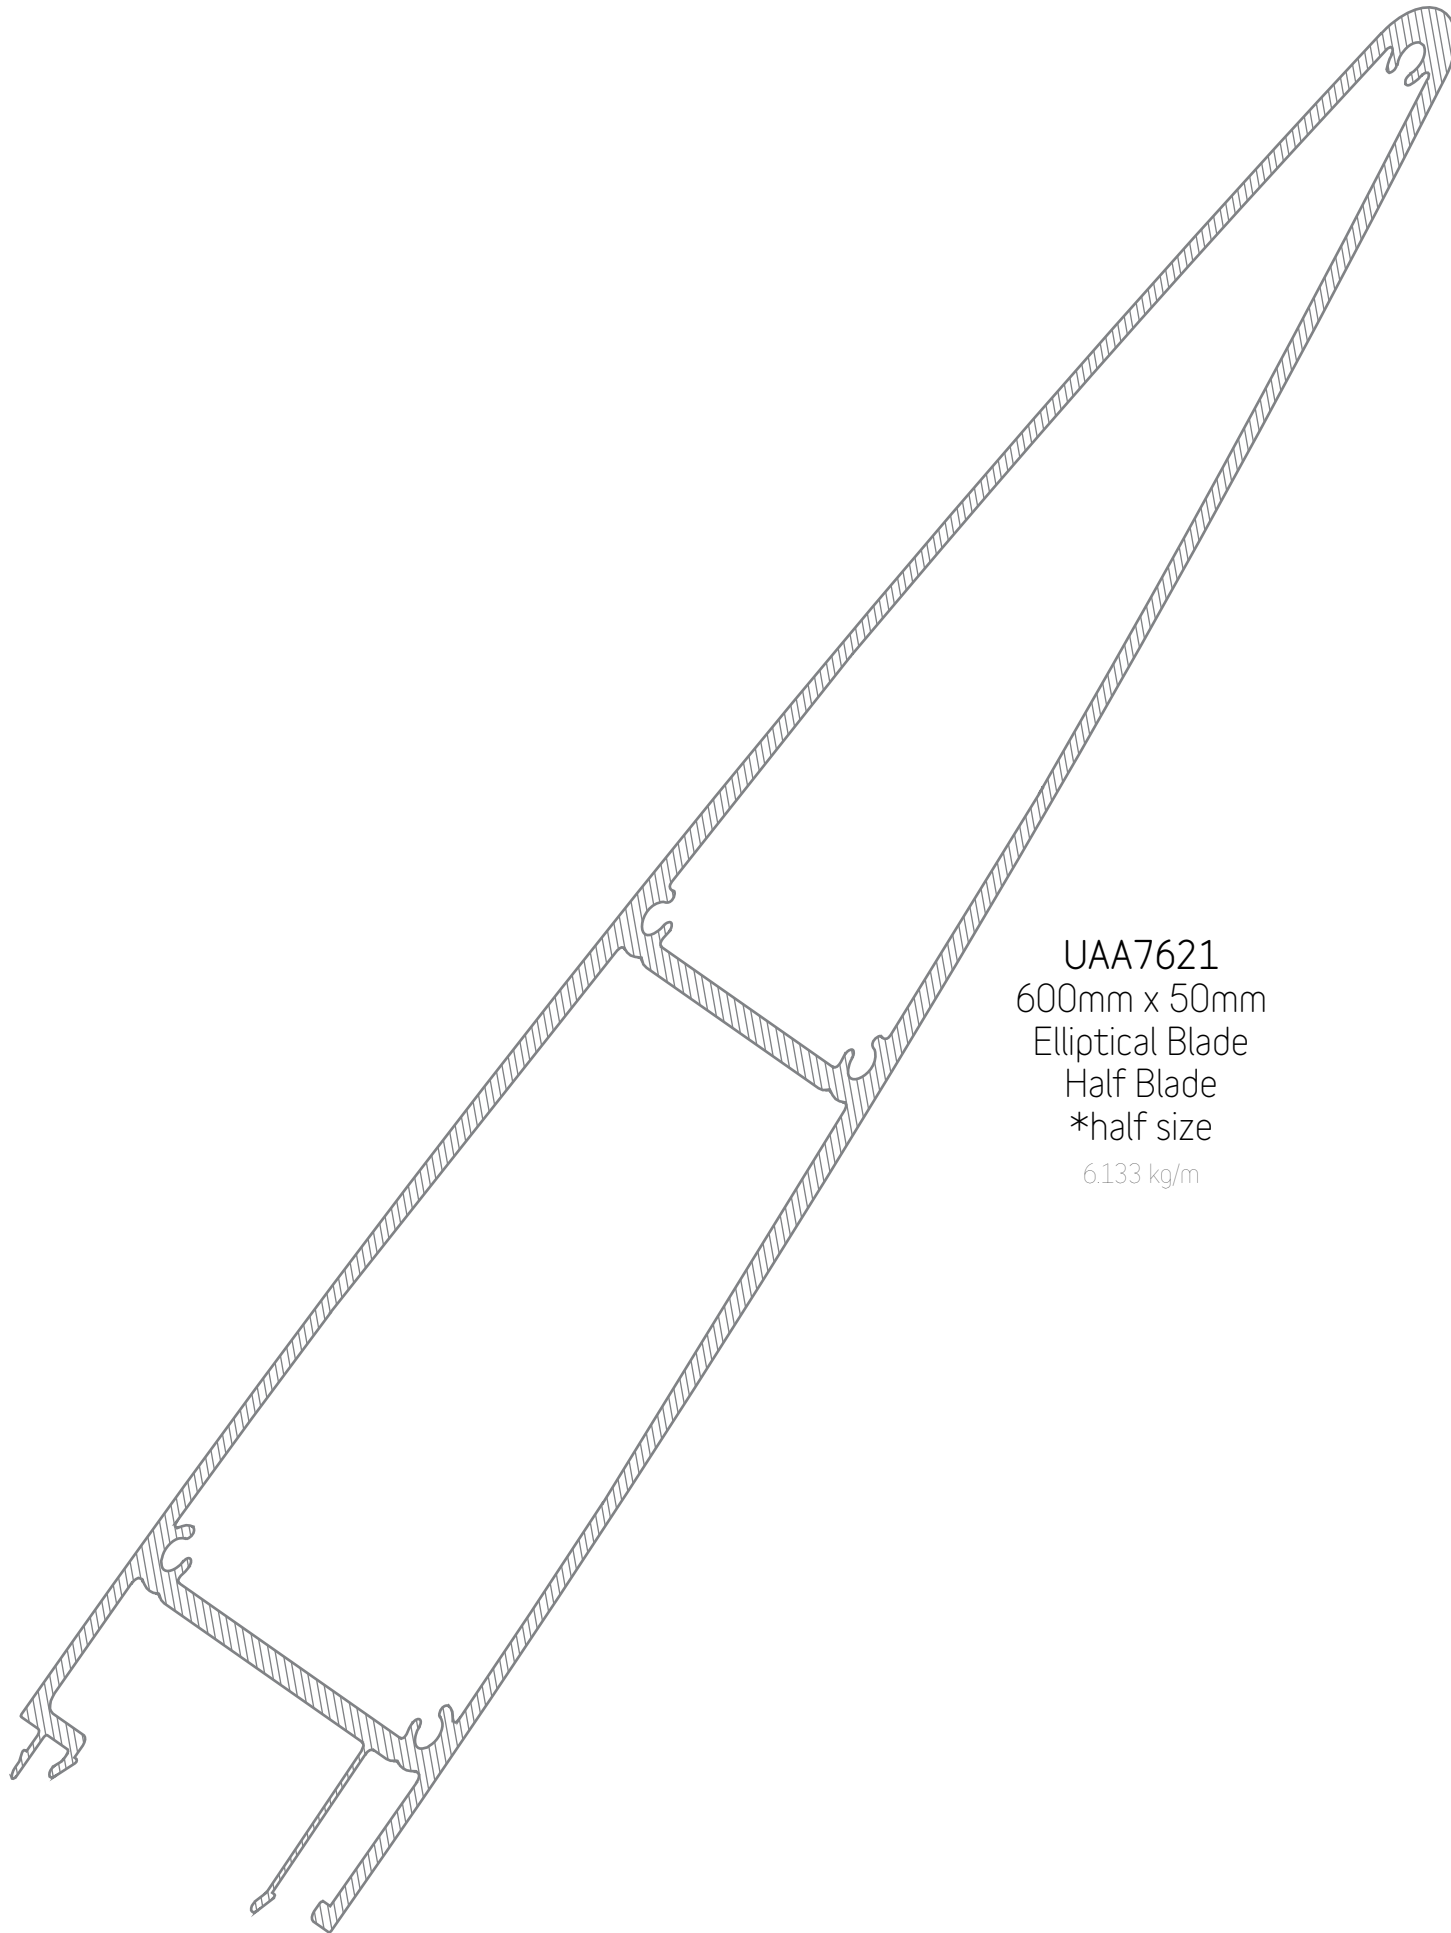 UAA7621
600mm x 50mm
Elliptical Blade
Half Blade
*half size
6.133 kg/m